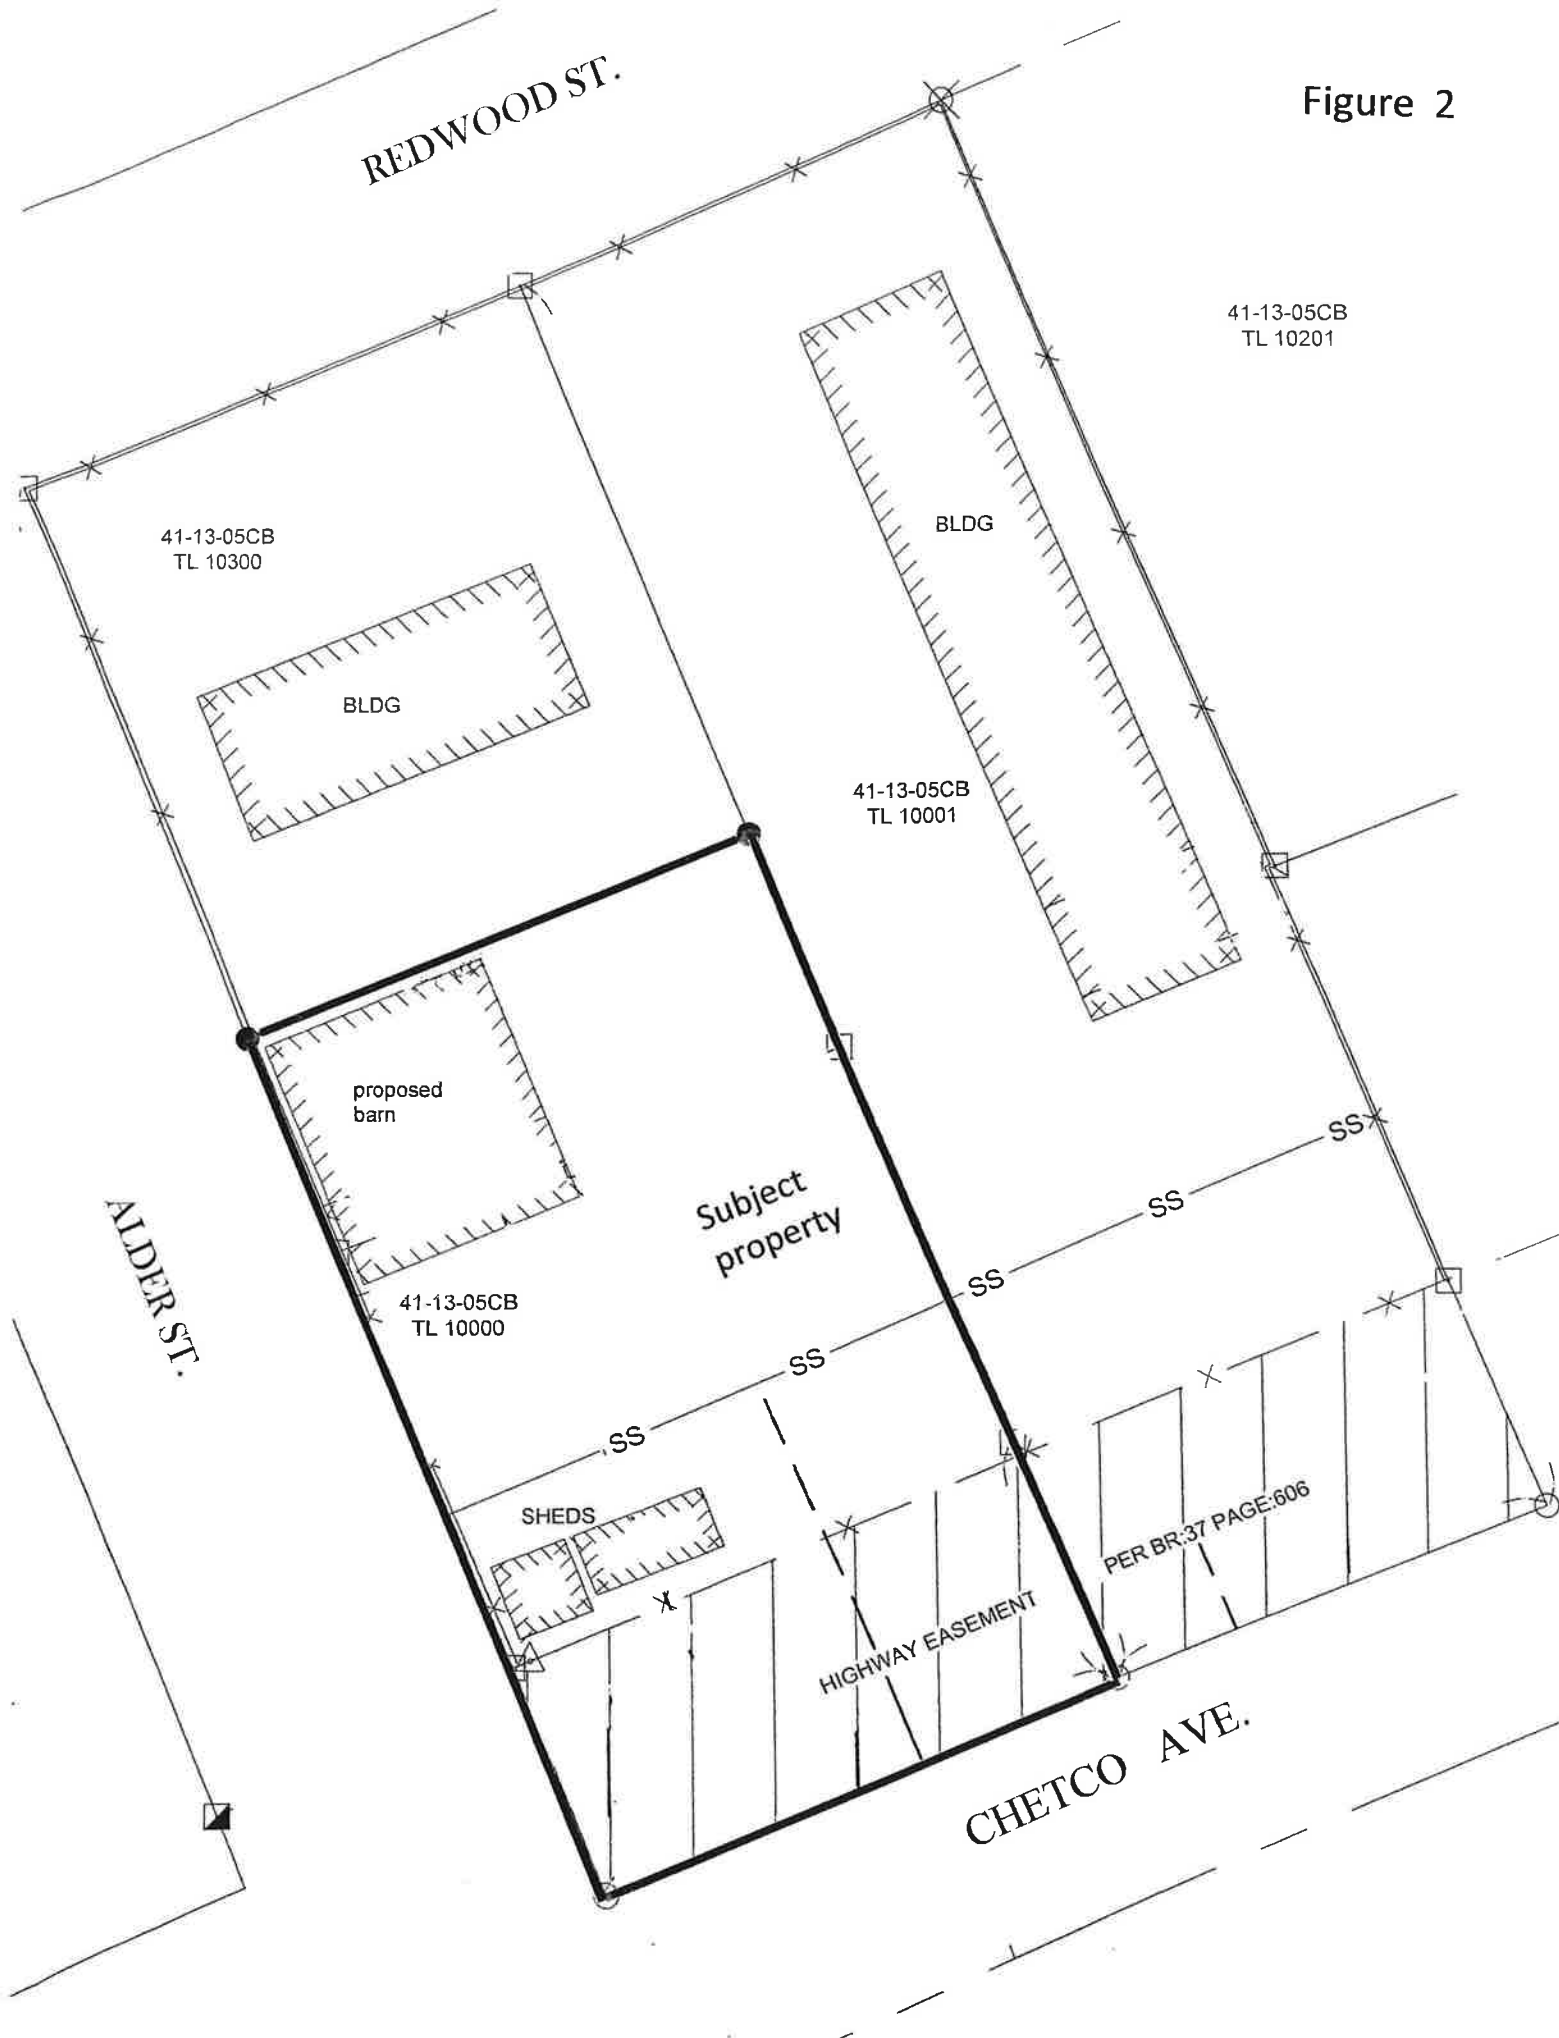 Figure 2
REDWOOD ST.
41-13-05CB
TL 10201
41-13-05CB
TL 10300
BLDG
BLDG
41-13-05CB
TL 10001
proposed
barn
Subject
property
ALDER ST.
41-13-05CB
TL 10000
SS
SS
SS
SS
SS
SHEDS
PER BR:37 PAGE:606
HIGHWAY EASEMENT
CHETCO AVE.